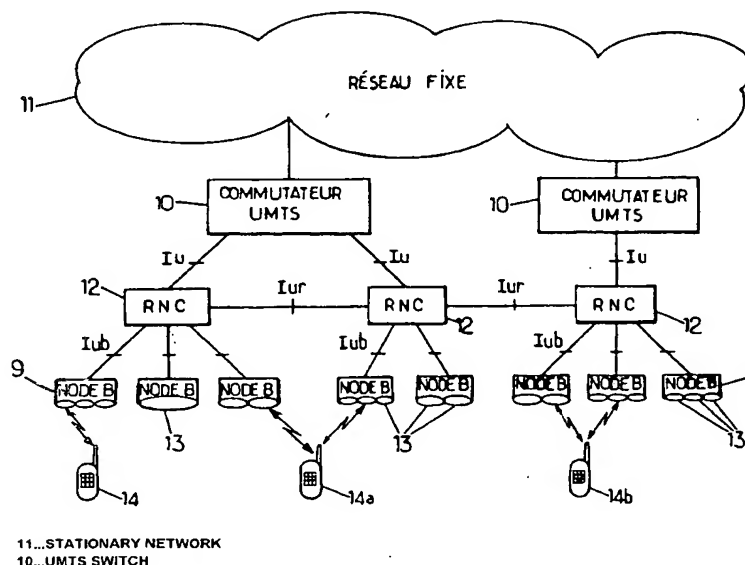 RÉSEAU FIXE
11
COMMUTATEUR
UMTS
10
COMMUTATEUR
UMTS
10
Iu
Iu
Iu
12
RNC
Iur
RNC
12
Iur
RNC
12
Iub
Iub
Iub
9
NODE B
NODE B
NODE B
NODE B
NODE B
NODE B
NODE B
NODE B
13
13
13
14
14a
14b
11...STATIONARY NETWORK
10...UMTS SWITCH